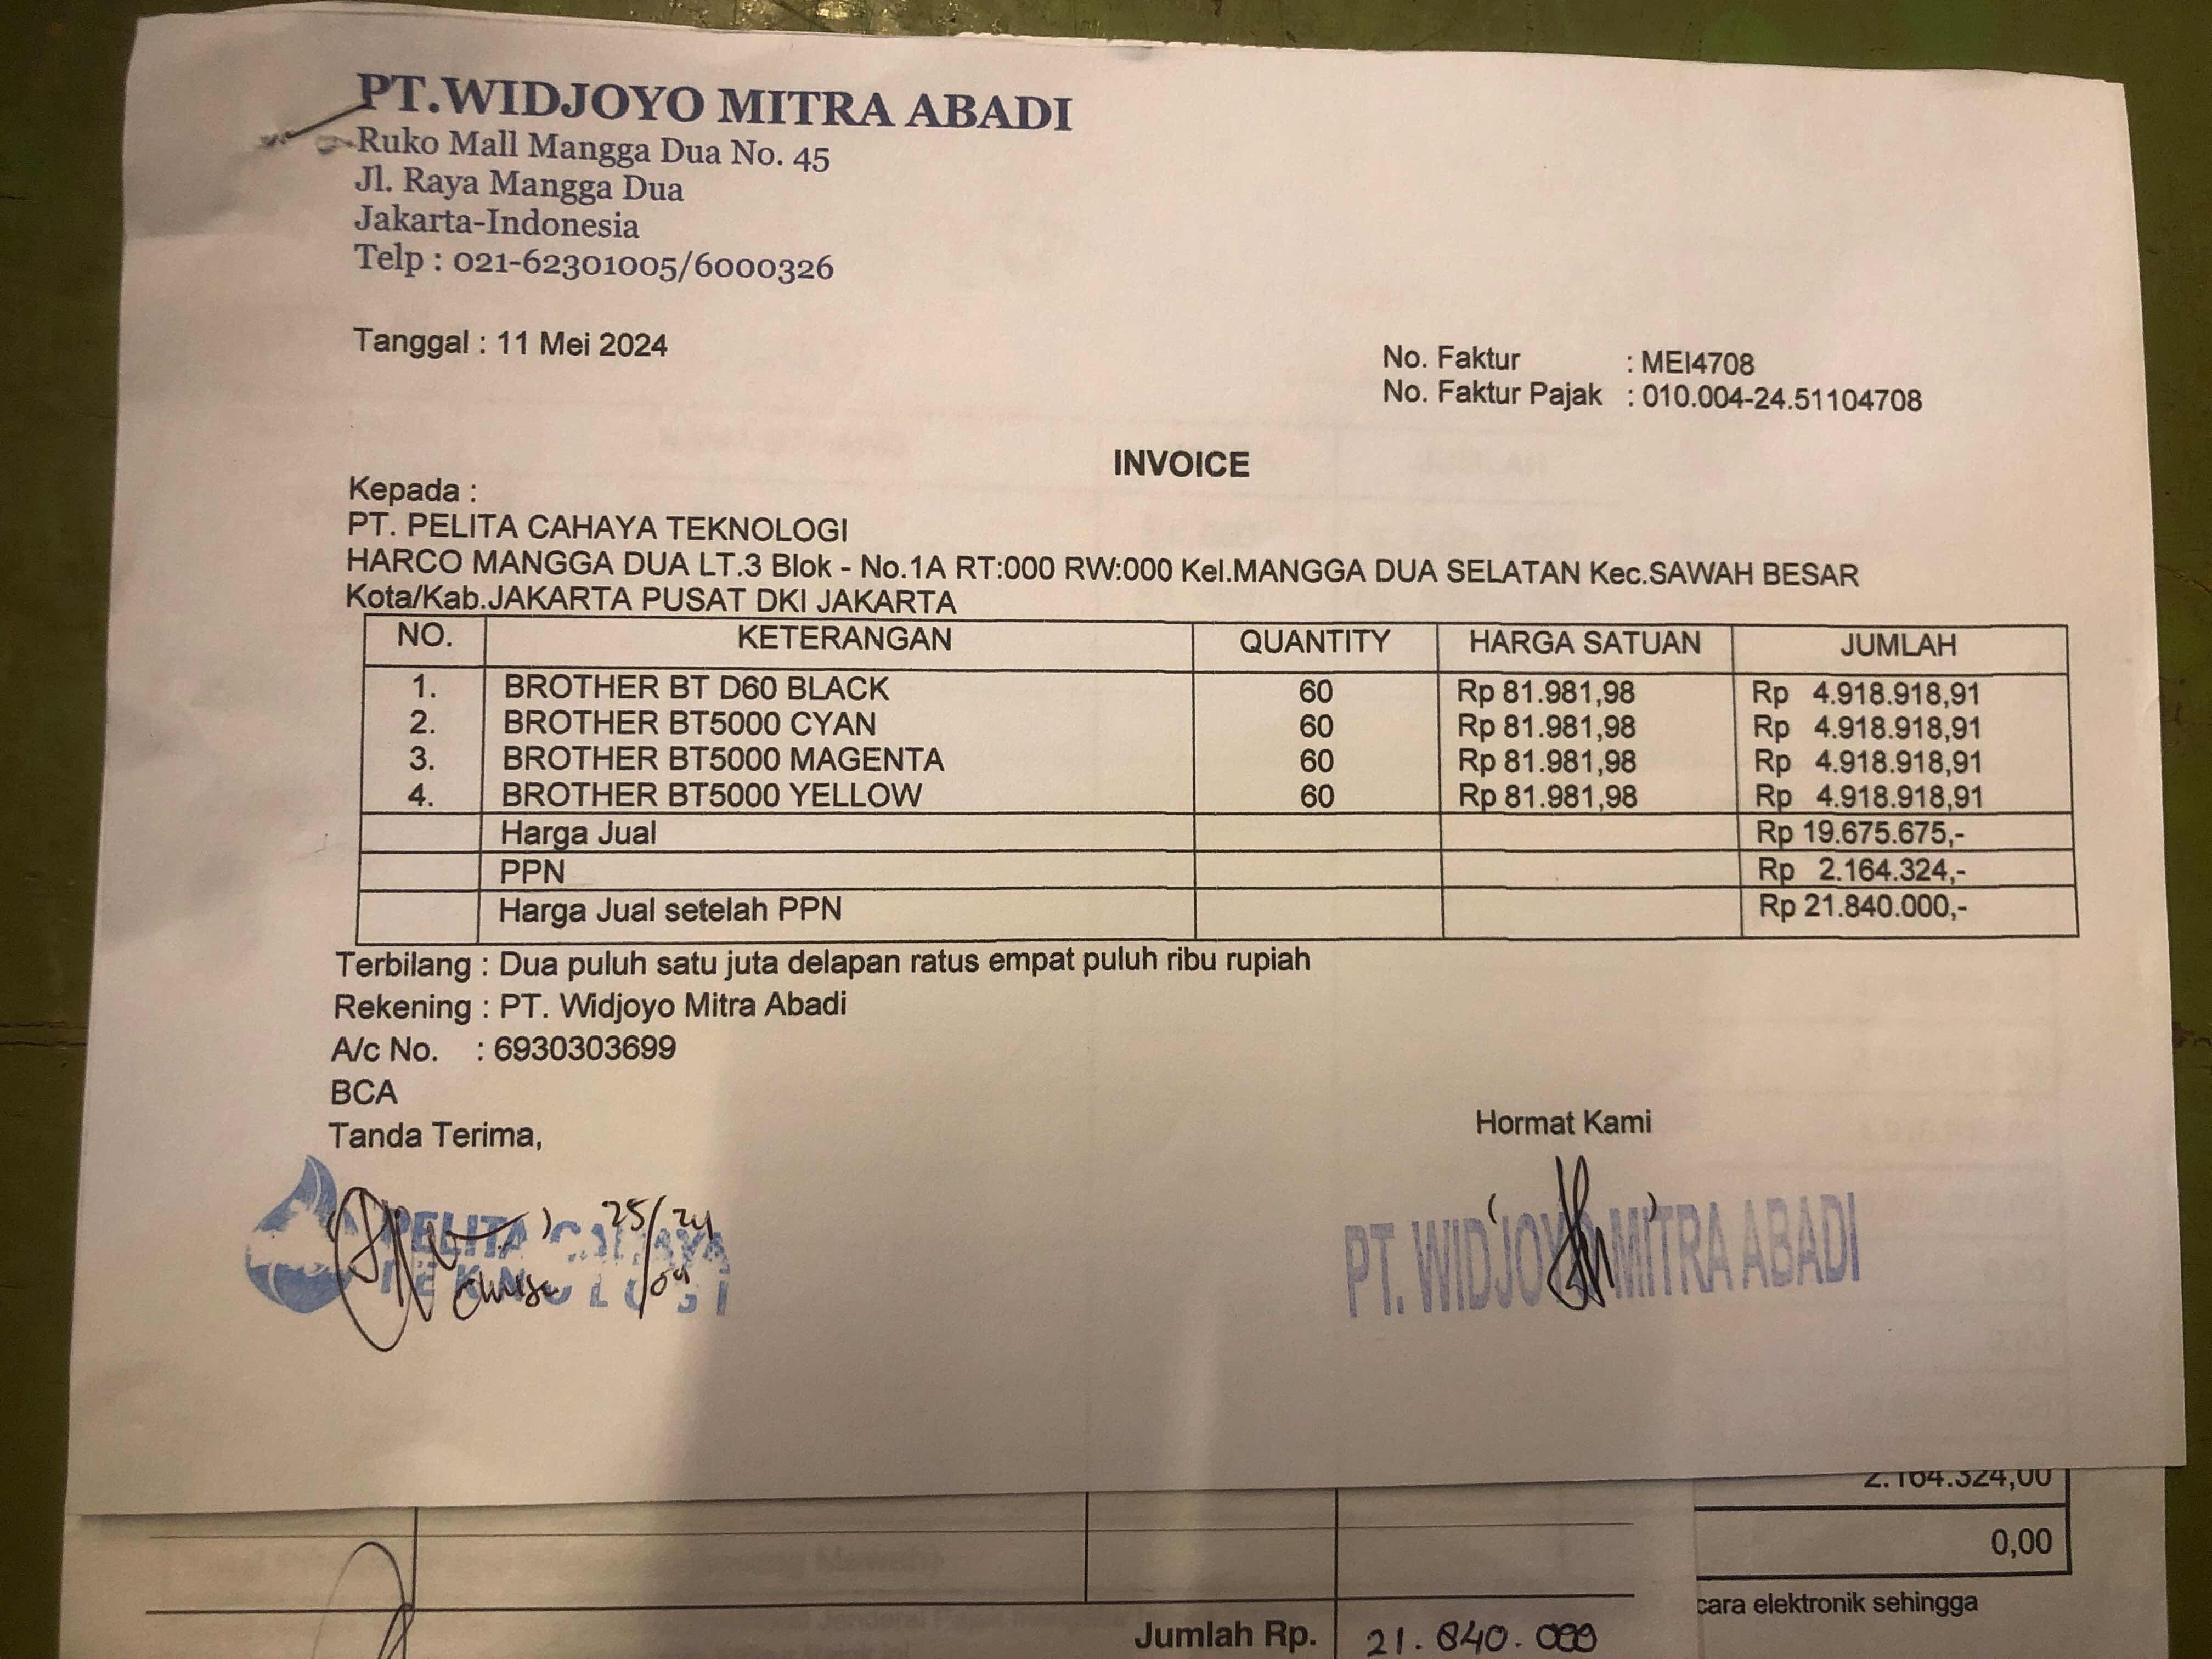 PT.WIDJOYO MITRA ABADI
Ruko Mall Mangga Dua No. 45
Jl. Raya Mangga Dua
Jakarta-Indonesia
Telp : 021-62301005/6000326
Tanggal : 11 Mei 2024
No. Faktur : MEI4708
No. Faktur Pajak : 010.004-24.51104708
INVOICE
Kepada :
PT. PELITA CAHAYA TEKNOLOGI
HARCO MANGGA DUA LT.3 Blok - No.1A RT:000 RW:000 Kel.MANGGA DUA SELATAN Kec.SAWAH BESAR
Kota/Kab.JAKARTA PUSAT DKI JAKARTA
NO. KETERANGAN QUANTITY HARGA SATUAN JUMLAH
1. BROTHER BT D60 BLACK 60 Rp 81.981,98 Rp 4.918.918,91
2. BROTHER BT5000 CYAN 60 Rp 81.981,98 Rp 4.918.918,91
3. BROTHER BT5000 MAGENTA 60 Rp 81.981,98 Rp 4.918.918,91
4. BROTHER BT5000 YELLOW 60 Rp 81.981,98 Rp 4.918.918,91
Harga Jual Rp 19.675.675,-
PPN Rp 2.164.324,-
Harga Jual setelah PPN Rp 21.840.000,-
Terbilang : Dua puluh satu juta delapan ratus empat puluh ribu rupiah
Rekening : PT. Widjoyo Mitra Abadi
A/c No. : 6930303699
BCA
Tanda Terima,
Hormat Kami
PELITA CAHAYA
TEKNOLOGI
25/24
PT. WIDJOYO MITRA ABADI
2.164.324,00
0,00
cara elektronik sehingga
Jumlah Rp. 21.840.000